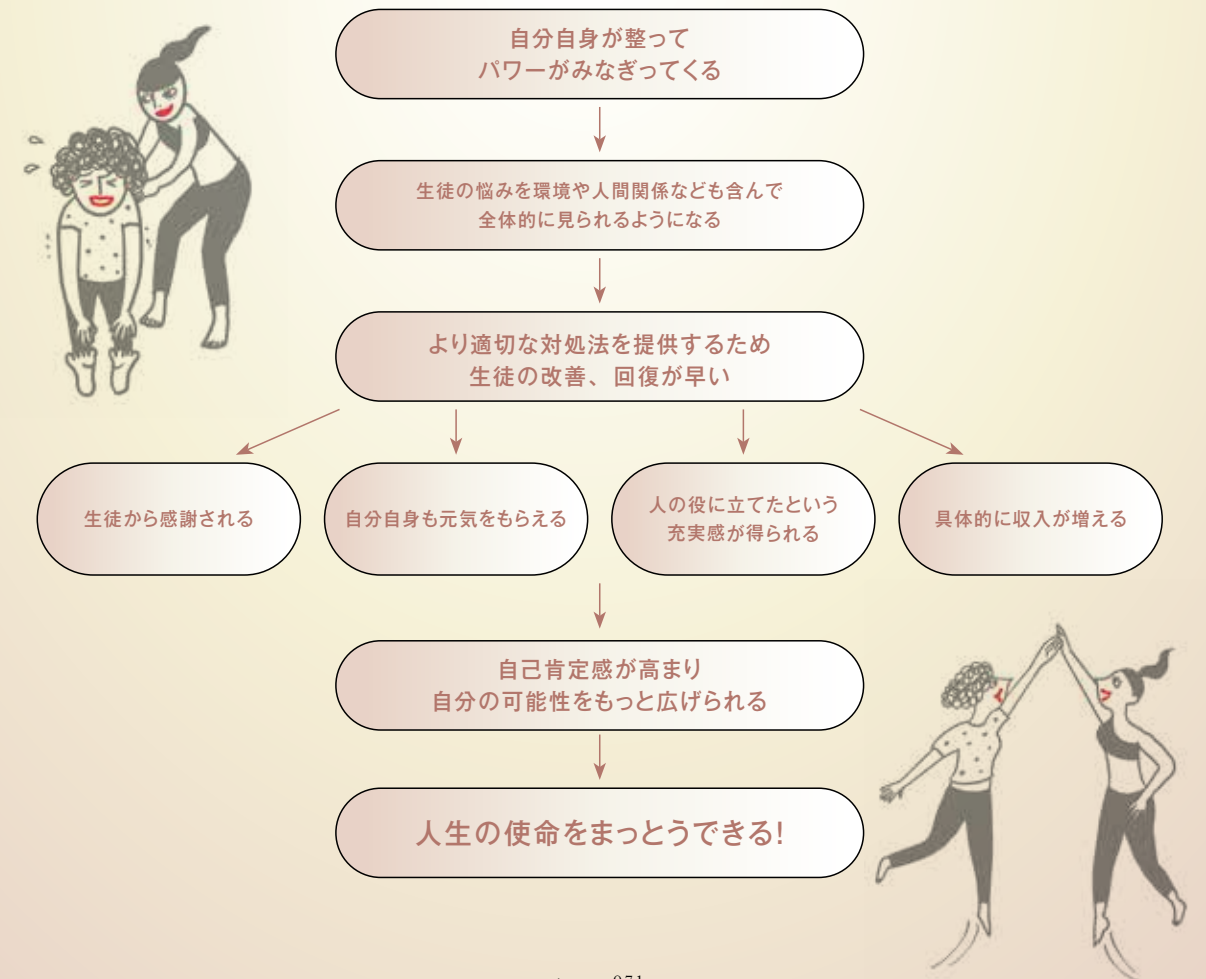 自分自身が整って
パワーがみなぎってくる
生徒の悩みを環境や人間関係なども含んで
全体的に見られるようになる
より適切な対処法を提供するため
生徒の改善、回復が早い
生徒から感謝される
自分自身も元気をもらえる
人の役に立てたという
充実感が得られる
具体的に収入が増える
自己肯定感が高まり
自分の可能性をもっと広げられる
人生の使命をまっとうできる!